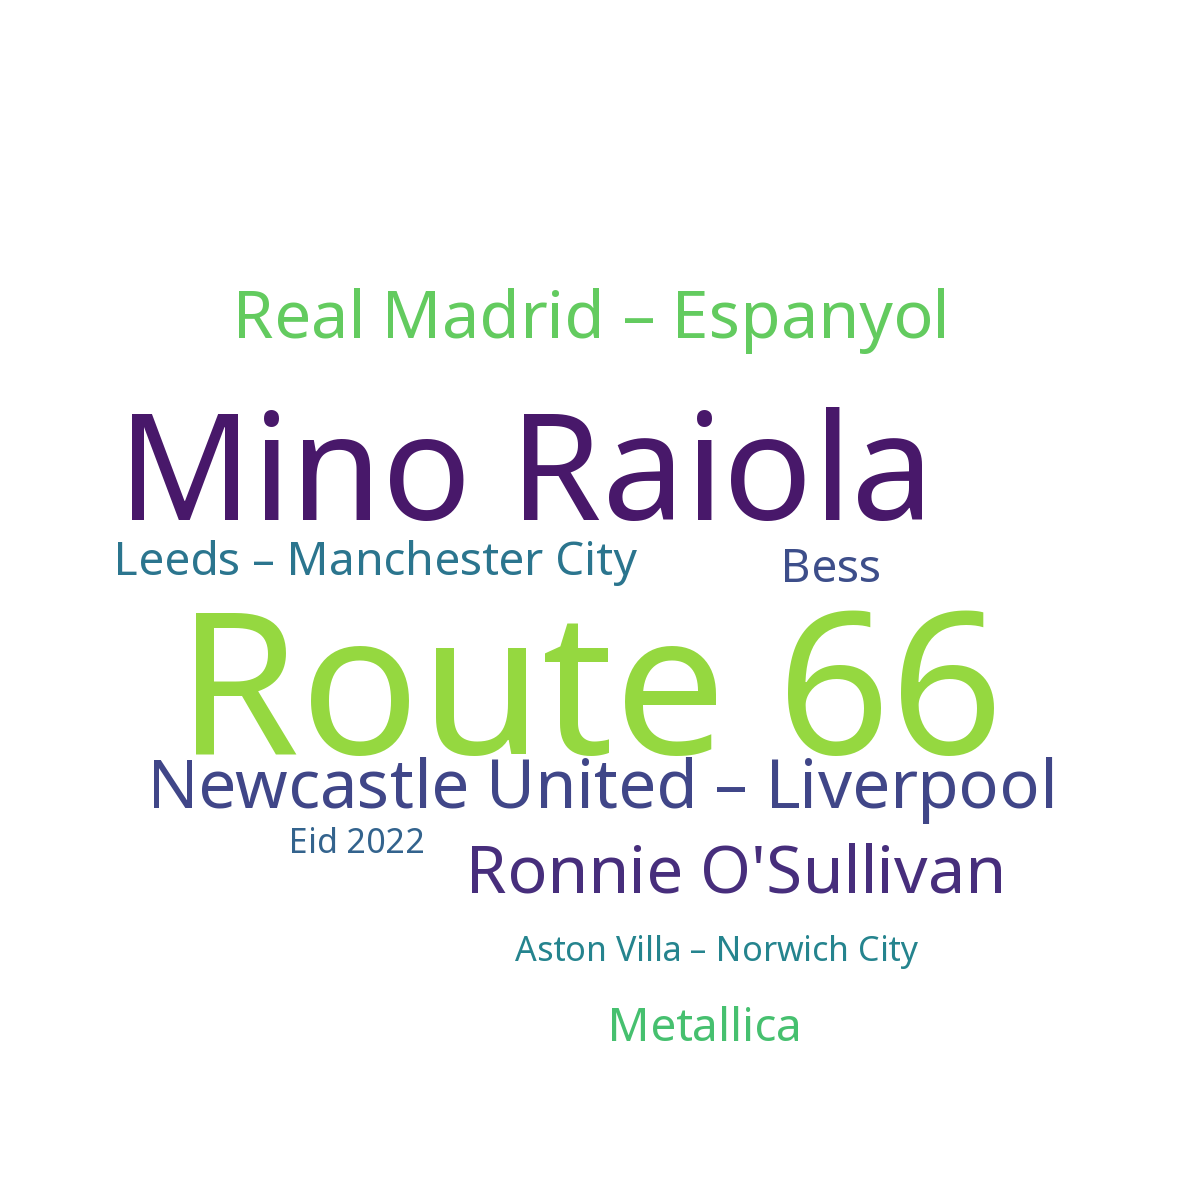 Real Madrid – Espanyol
Mino Raiola
Leeds – Manchester City
Bess
Route 66
Newcastle United – Liverpool
Eid 2022
Ronnie O'Sullivan
Aston Villa – Norwich City
Metallica